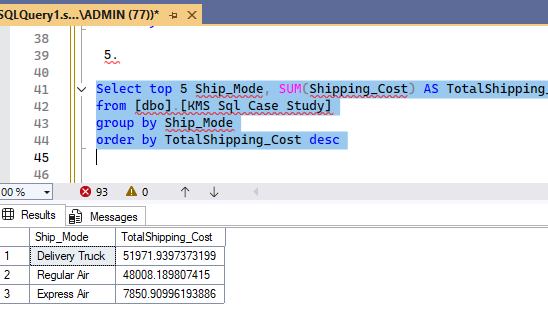 SQLQuery1.s...\ADMIN (77))*
38
39 5.
40
41 Select top 5 Ship_Mode, SUM(Shipping_Cost) AS TotalShipping_
42 from [dbo].[KMS Sql Case Study]
43 group by Ship_Mode
44 order by TotalShipping_Cost desc
45
46
00 % 93 0
Results Messages
Ship_Mode TotalShipping_Cost
1 Delivery Truck 51971.9397373199
2 Regular Air 48008.189807415
3 Express Air 7850.90996193886